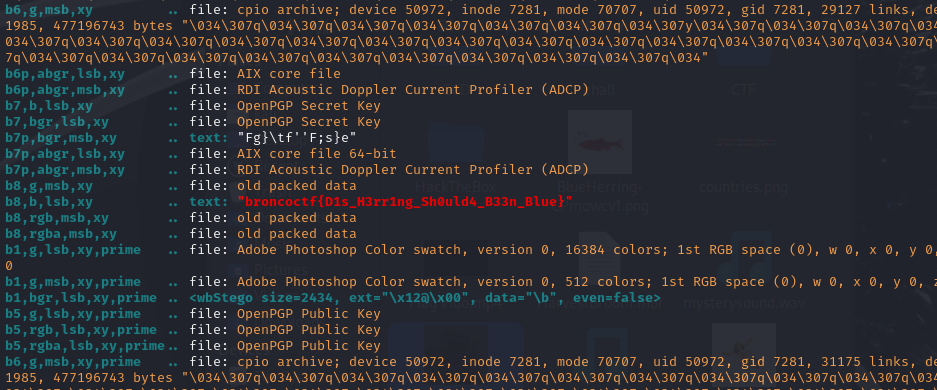 b6,g,msb,xy .. file: cpio archive; device 50972, inode 7281, mode 70707, uid 50972, gid 7281, 29127 links, de
1985, 477196743 bytes "\034\307q\034\307q\034\307q\034\307q\034\307q\034\307q\034\307y\034\307q\034\307q\034\307q\
034\307q\034\307q\034\307q\034\307q\034\307q\034\307q\034\307q\034\307q\034\307q\034\307q\034\307q\034\307q\034\307
q\034\307q\034\307q\034\307q\034\307q\034\307q\034\307q\034\307q\034\307q\034"
b6p,abgr,lsb,xy .. file: AIX core file
b6p,abgr,msb,xy .. file: RDI Acoustic Doppler Current Profiler (ADCP)
b7,b,lsb,xy .. file: OpenPGP Secret Key
b7,bgr,lsb,xy .. file: OpenPGP Secret Key
b7p,bgr,msb,xy .. text: "Fg}\tf''F;s}e"
b7p,abgr,lsb,xy .. file: AIX core file 64-bit
b7p,abgr,msb,xy .. file: RDI Acoustic Doppler Current Profiler (ADCP)
b8,g,msb,xy .. file: old packed data
b8,b,lsb,xy .. text: "broncoctf{D1s_H3rr1ng_Sh0uld4_B33n_Blue}"
b8,rgb,msb,xy .. file: old packed data
b8,rgba,msb,xy .. file: old packed data
b1,g,lsb,xy,prime .. file: Adobe Photoshop Color swatch, version 0, 16384 colors; 1st RGB space (0), w 0, x 0, y 0,
0
b1,g,msb,xy,prime .. file: Adobe Photoshop Color swatch, version 0, 512 colors; 1st RGB space (0), w 0, x 0, y 0, z
b1,bgr,lsb,xy,prime .. <wbStego size=2434, ext="\x12@\x00", data="\b", even=false>
b5,g,lsb,xy,prime .. file: OpenPGP Public Key
b5,rgb,lsb,xy,prime .. file: OpenPGP Public Key
b5,rgba,lsb,xy,prime.. file: OpenPGP Public Key
b6,g,msb,xy,prime .. file: cpio archive; device 50972, inode 7281, mode 70707, uid 50972, gid 7281, 31175 links, de
1985, 477196743 bytes "\034\307q\034\307q\034\307q\034\307q\034\307q\034\307q\034\307q\034\307q\034\307q\034\307q\
CTF
HackTheBox
countries.png
mysterysound.wav